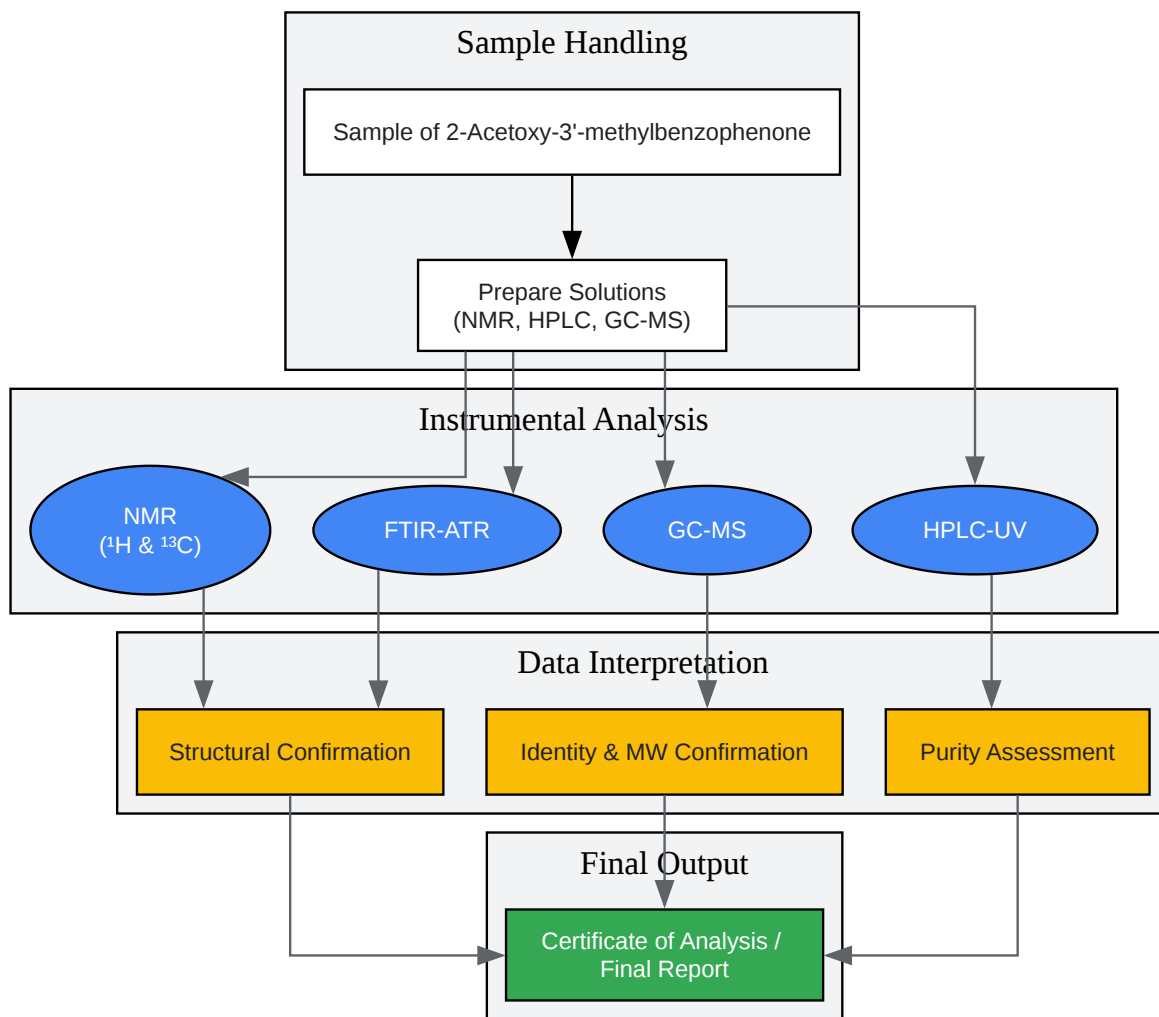 Sample Handling
Sample of 2-Acetoxy-3'-methylbenzophenone
Prepare Solutions
(NMR, HPLC, GC-MS)
Instrumental Analysis
NMR
(¹H & ¹³C)
FTIR-ATR
GC-MS
HPLC-UV
Data Interpretation
Structural Confirmation
Identity & MW Confirmation
Purity Assessment
Final Output
Certificate of Analysis /
Final Report